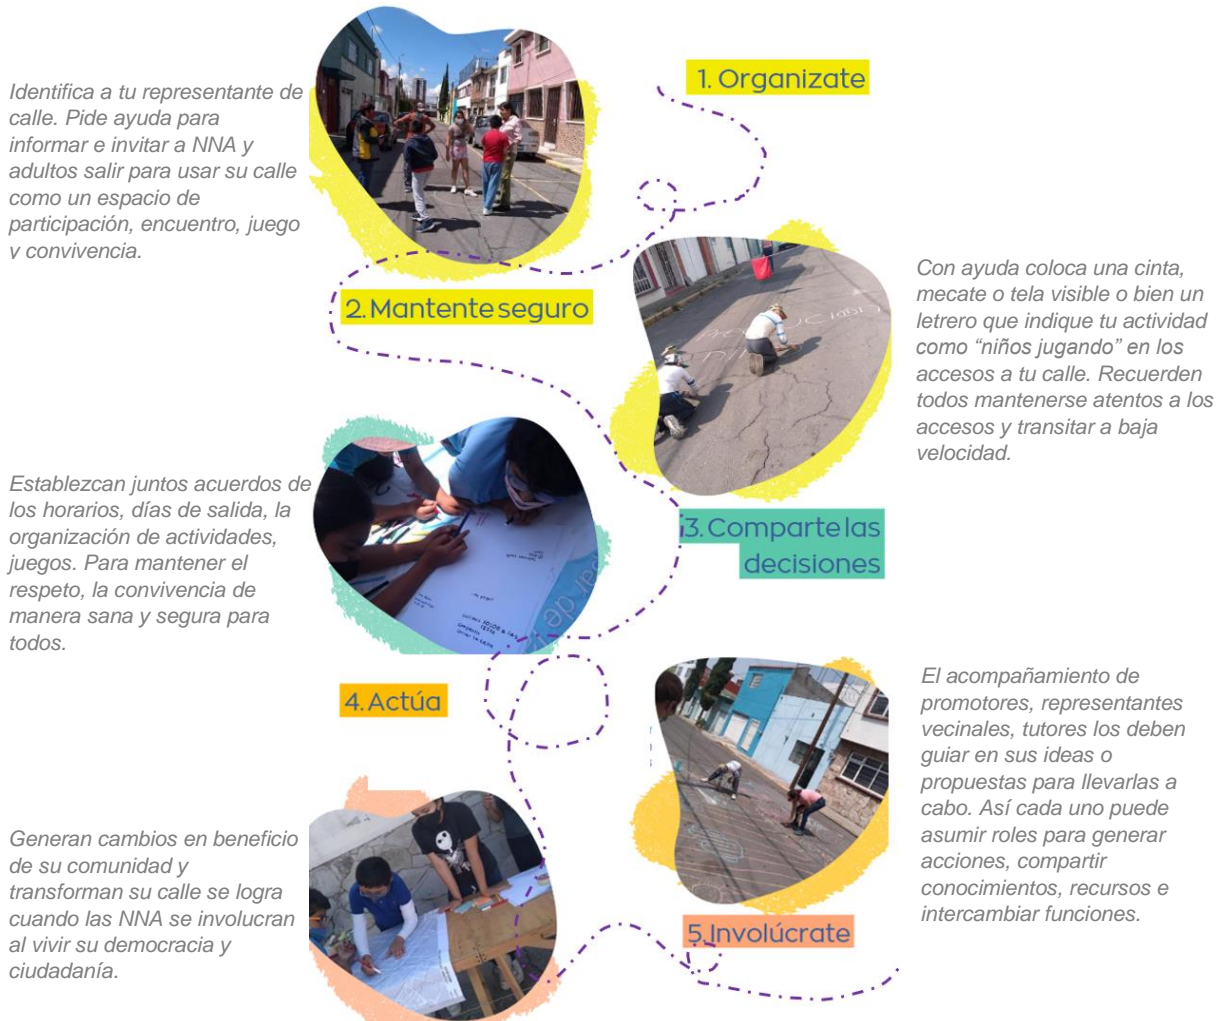 1. Organizate
Identifica a tu representante de
calle. Pide ayuda para
informar e invitar a NNA y
adultos salir para usar su calle
como un espacio de
participación, encuentro, juego
y convivencia.
2. Mantente seguro
Con ayuda coloca una cinta,
mecate o tela visible o bien un
letrero que indique tu actividad
como “niños jugando” en los
accesos a tu calle. Recuerden
todos mantenerse atentos a los
accesos y transitar a baja
velocidad.
3. Comparte las
decisiones
Establezcan juntos acuerdos de
los horarios, días de salida, la
organización de actividades,
juegos. Para mantener el
respeto, la convivencia de
manera sana y segura para
todos.
4. Actúa
El acompañamiento de
promotores, representantes
vecinales, tutores los deben
guiar en sus ideas o
propuestas para llevarlas a
cabo. Así cada uno puede
asumir roles para generar
acciones, compartir
conocimientos, recursos e
intercambiar funciones.
5. Involúcrate
Generan cambios en beneficio
de su comunidad y
transforman su calle se logra
cuando las NNA se involucran
al vivir su democracia y
ciudadanía.